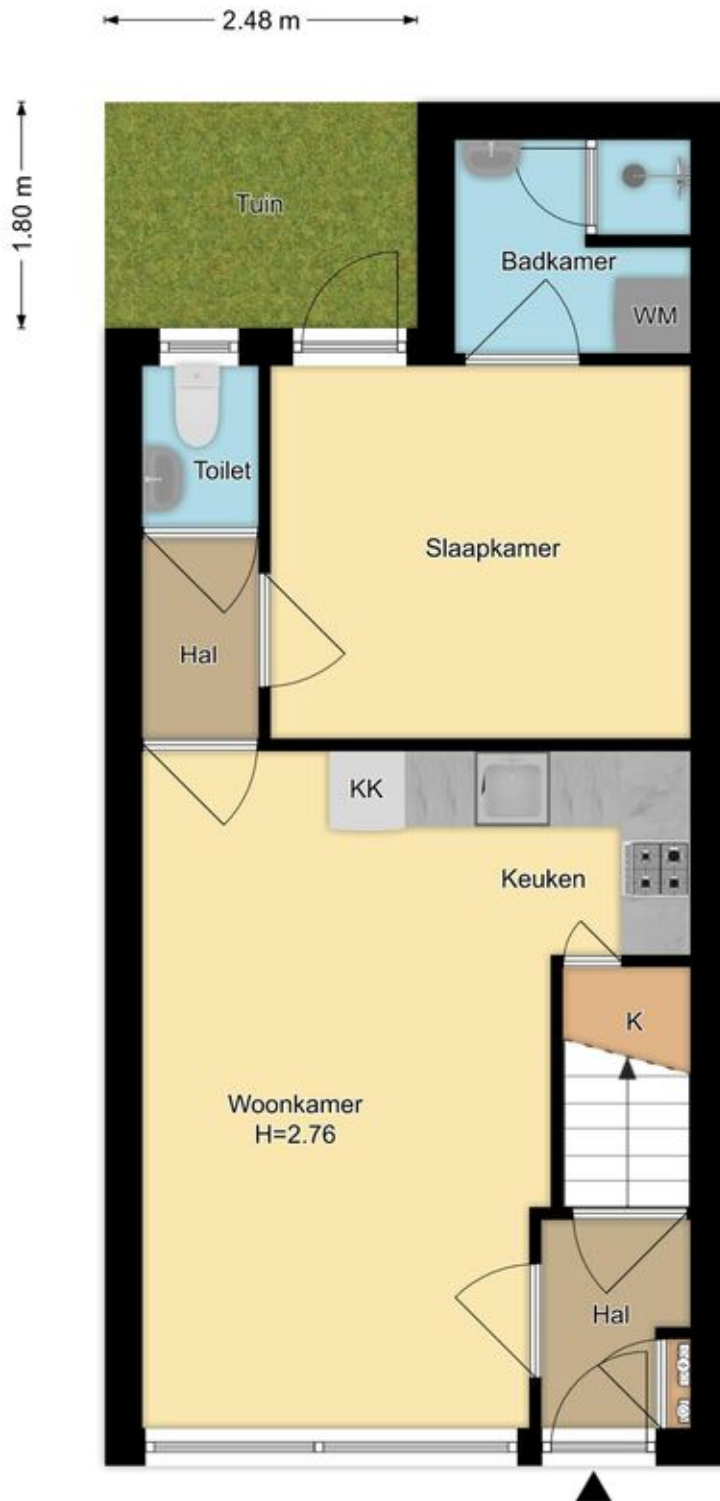 2.48 m
1.80 m
Tuin
Badkamer
WM
Toilet
Slaapkamer
Hal
KK
Keuken
K
Woonkamer
H=2.76
Hal